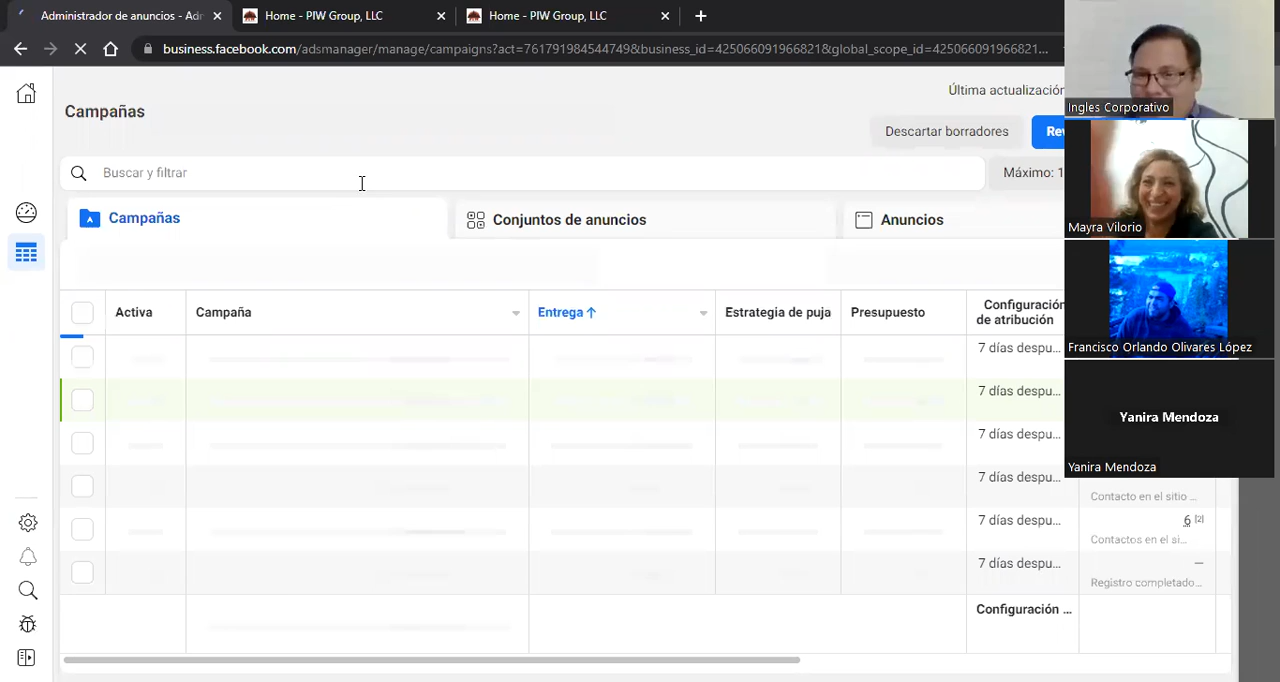 Administrador de anuncios - Adr
Home - PIW Group, LLC
Home - PIW Group, LLC
business.facebook.com/adsmanager/manage/campaigns?act=761791984544749&business_id=425066091966821&global_scope_id=425066091966821...
Campañas
Última actualización
Descartar borradores
Rev
Buscar y filtrar
Máximo: 1
Campañas
Conjuntos de anuncios
Anuncios
Activa
Campaña
Entrega
Estrategia de puja
Presupuesto
Configuración
de atribución
7 días despu...
7 días despu...
7 días despu...
7 días despu...
Contacto en el sitio ...
7 días despu...
6 [2]
Contactos en el si...
7 días despu...
—
Registro completado...
Configuración ...
Ingles Corporativo
Mayra Vilorio
Francisco Orlando Olivares López
Yanira Mendoza
Yanira Mendoza